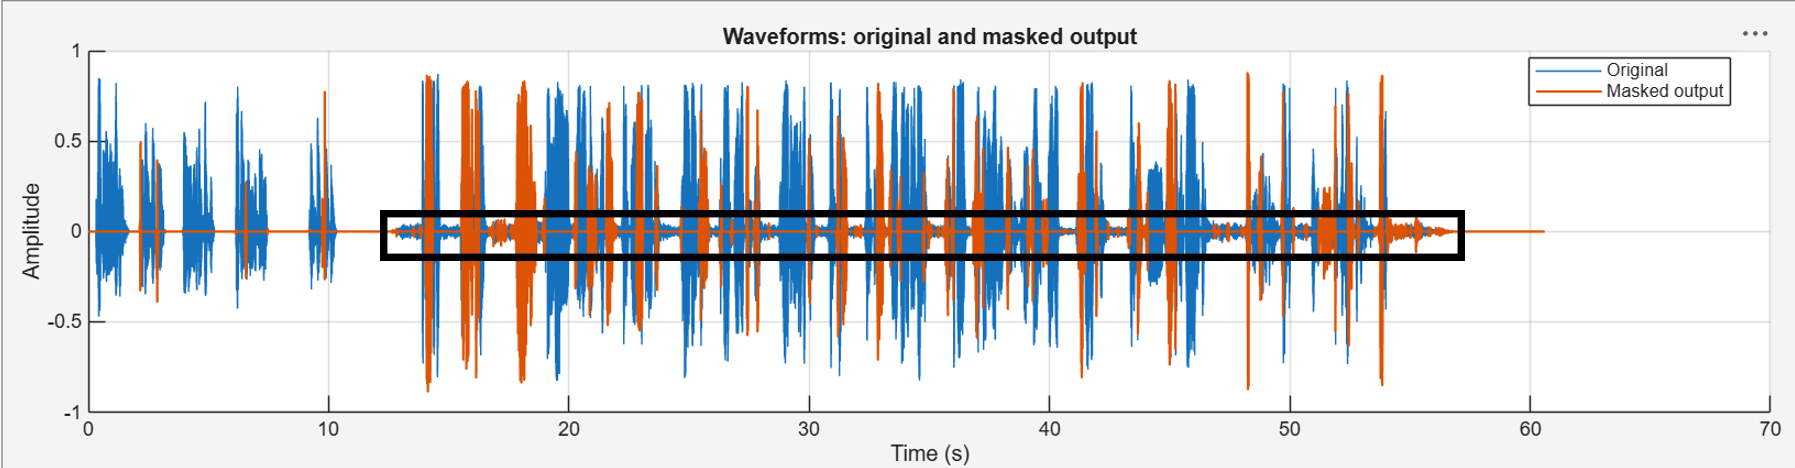 Waveforms: original and masked output
Original
Masked output
Amplitude
1
0.5
0
-0.5
-1
0 10 20 30 40 50 60 70
Time (s)